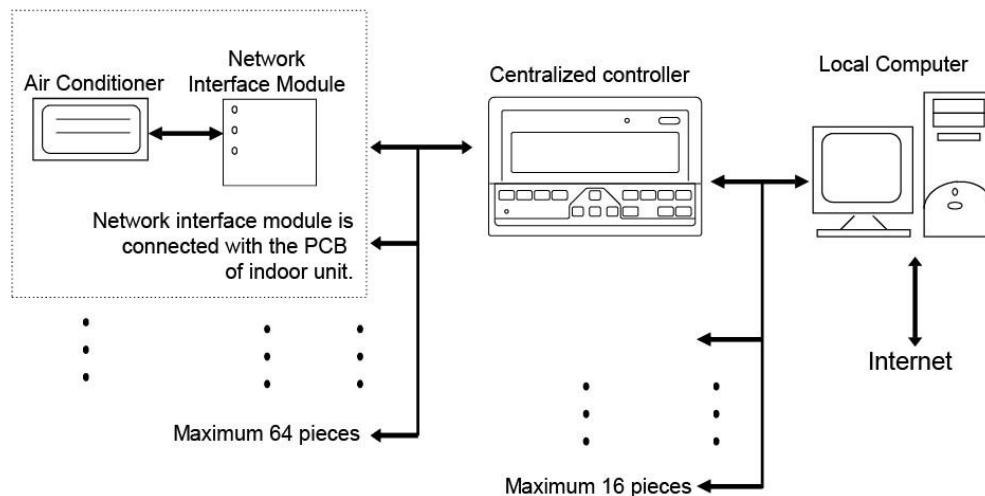 Air Conditioner
Network
Interface Module
Network interface module is
connected with the PCB
of indoor unit.
Maximum 64 pieces
Centralized controller
Maximum 16 pieces
Local Computer
Internet